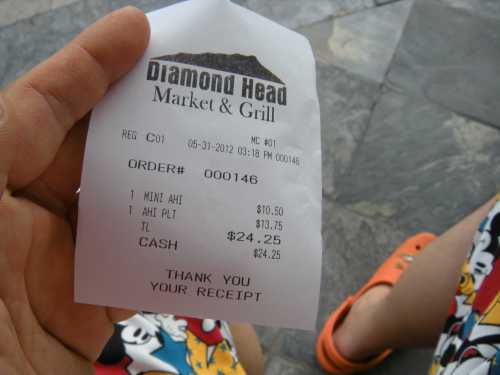 Diamond Head
Market & Grill
MC #01
REG C01 05-31-2012 03:18 PM 000146
ORDER# 000146
1 MINI AHI $10.50
1 AHI PLT $13.75
TL $24.25
CASH $24.25
THANK YOU
YOUR RECEIPT